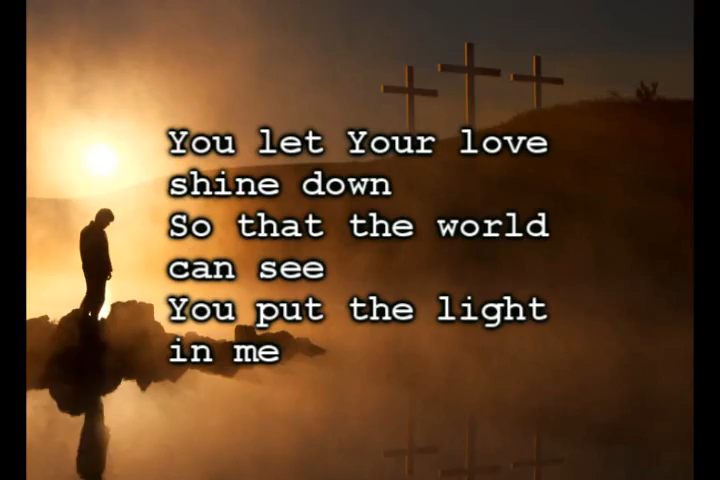 You let Your love
shine down
So that the world
can see
You put the light
in me